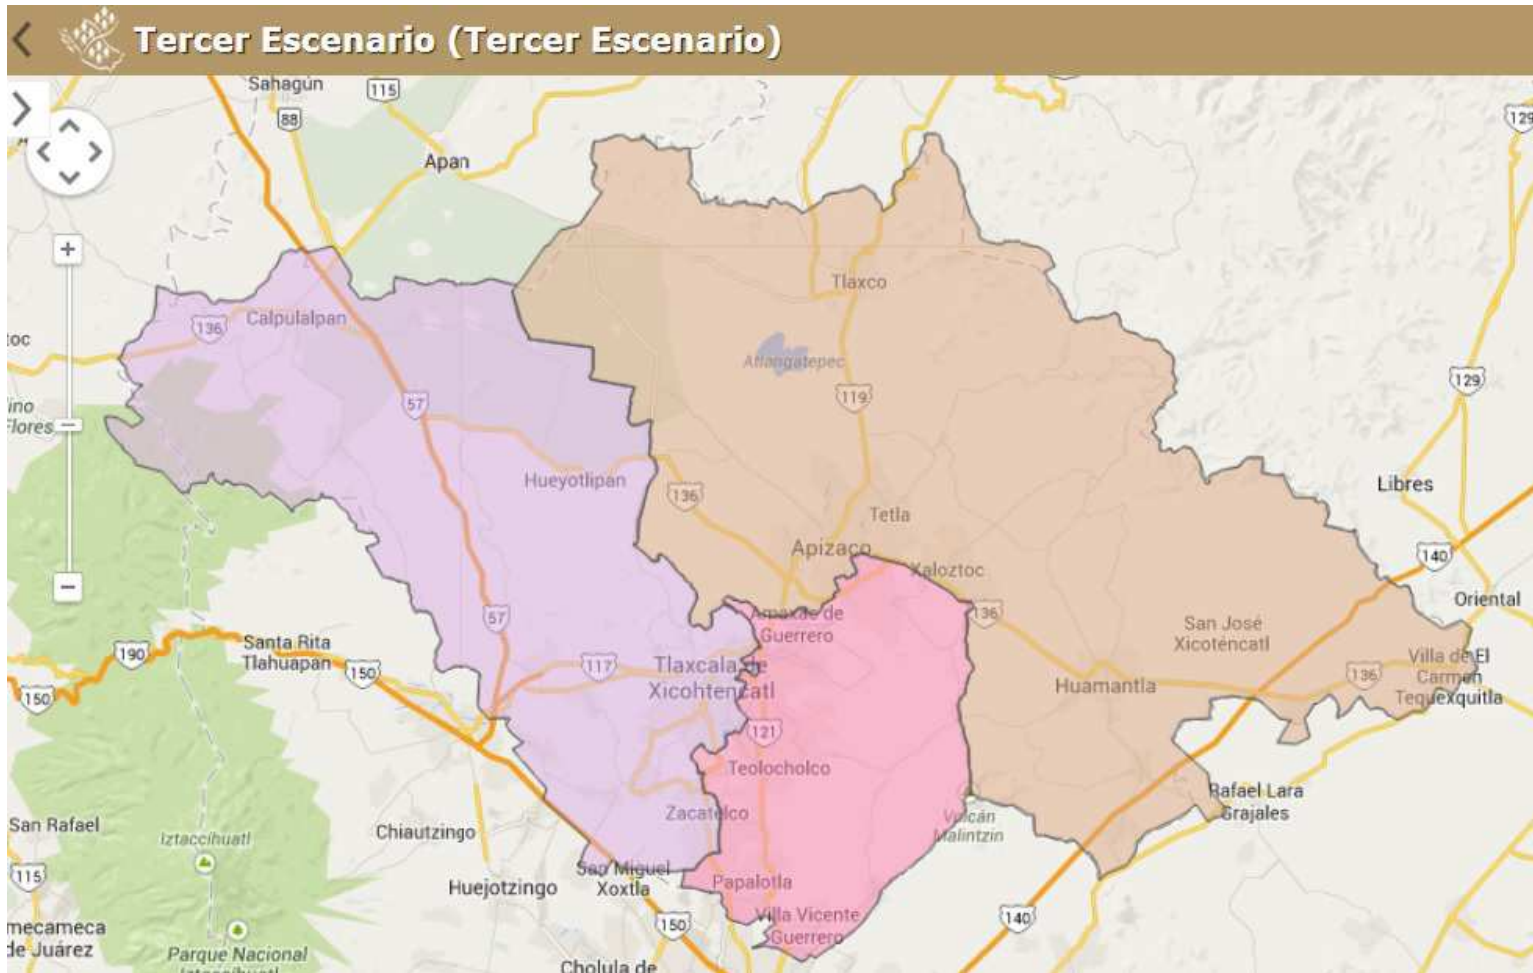 Tercer Escenario (Tercer Escenario)
Sahagún
115
129
88
Apan
Tlaxco
Calpulalpan
136
toc
Atlangatepec
129
57
119
ino
Flores
Hueyotlipan
Libres
136
Tetla
Apizaco
140
Xaloztoc
Oriental
Amaxac de
Guerrero
136
57
San José
Xicoténcatl
Santa Rita
Tlahuapan
190
150
117
Tlaxcala de
Xicohtencatl
Villa de El
Carmen
Tequexquitla
136
Huamantla
150
121
Teolocholco
Rafael Lara
Grajales
Zacatelco
Vulcán
Malintzin
San Rafael
Iztaccíhuatl
Chiautzingo
115
San Miguel
Xoxtla
Huejotzingo
Papalotla
Villa Vicente
Guerrero
140
150
mecameca
de Juárez
Parque Nacional
Cholula de